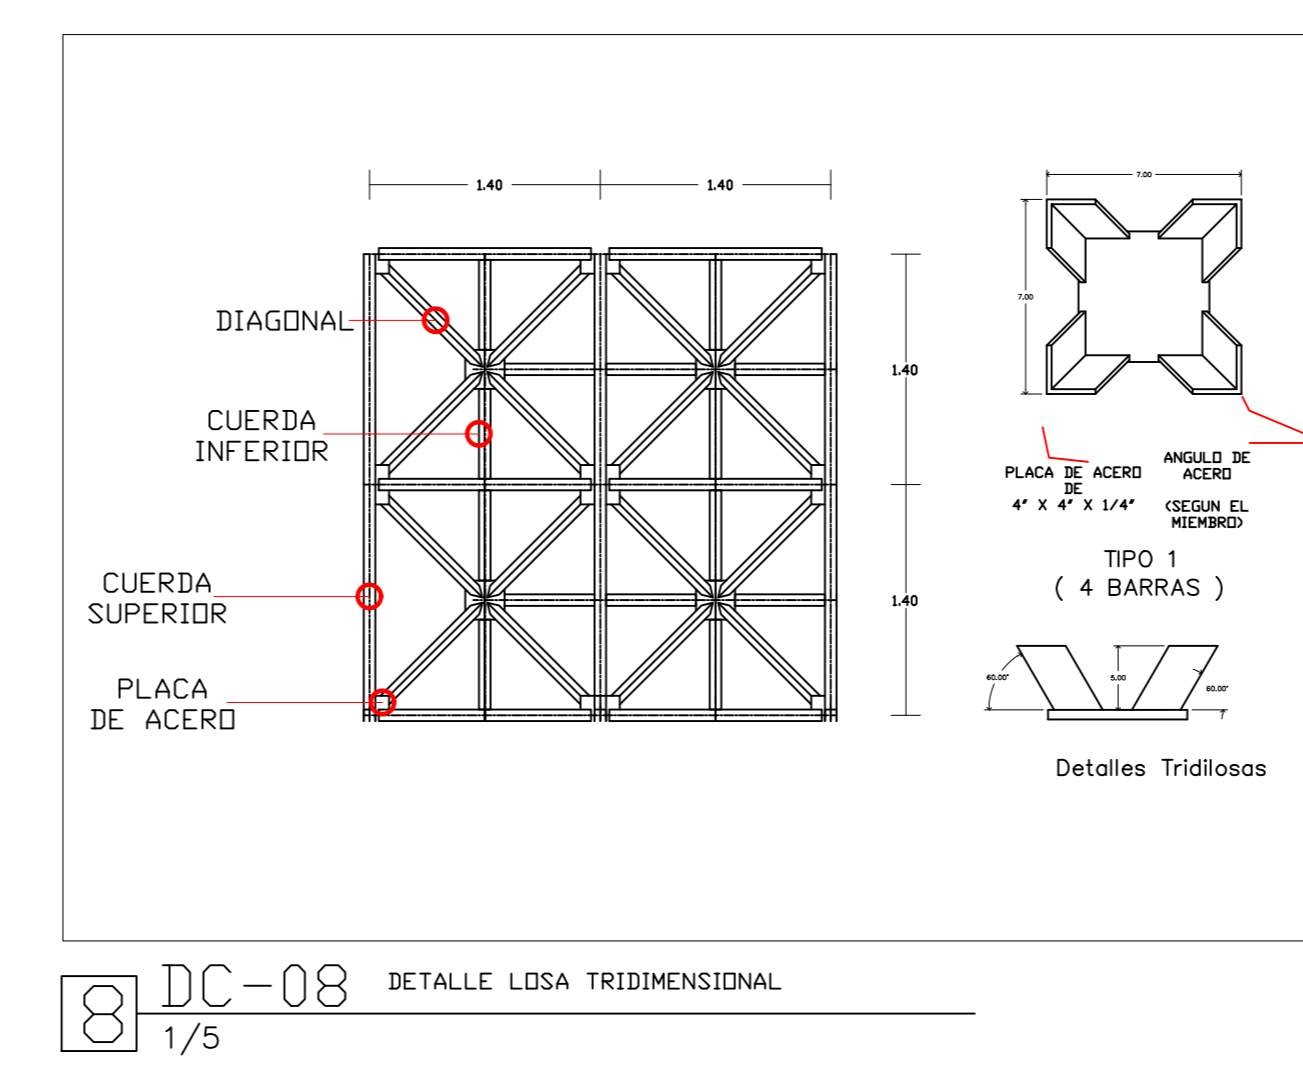 1.40
1.40
7.00
7.00
DIAGONAL
1.40
CUERDA
INFERIOR
ANGULO DE
ACERO
(SEGUN EL
MIEMBRO)
PLACA DE ACERO
DE
4" X 4" X 1/4"
TIPO 1
( 4 BARRAS )
CUERDA
SUPERIOR
1.40
60.00°
5.00
60.00°
PLACA
DE ACERO
Detalles Tridilosas
8
DC-08
DETALLE LOSA TRIDIMENSIONAL
1/5